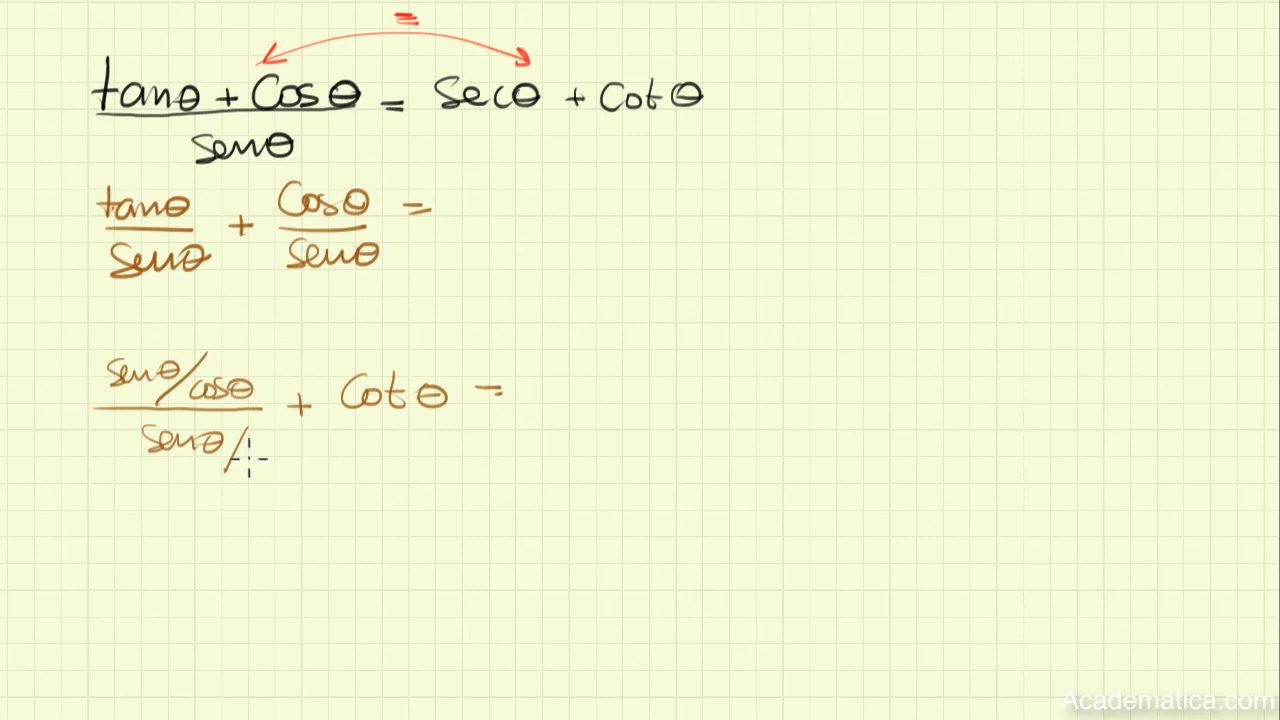 =
tanθ + Cosθ = Secθ + Cotθ
senθ
tanθ + Cosθ =
Senθ senθ
senθ/cosθ + Cotθ =
senθ/
Academatica.com